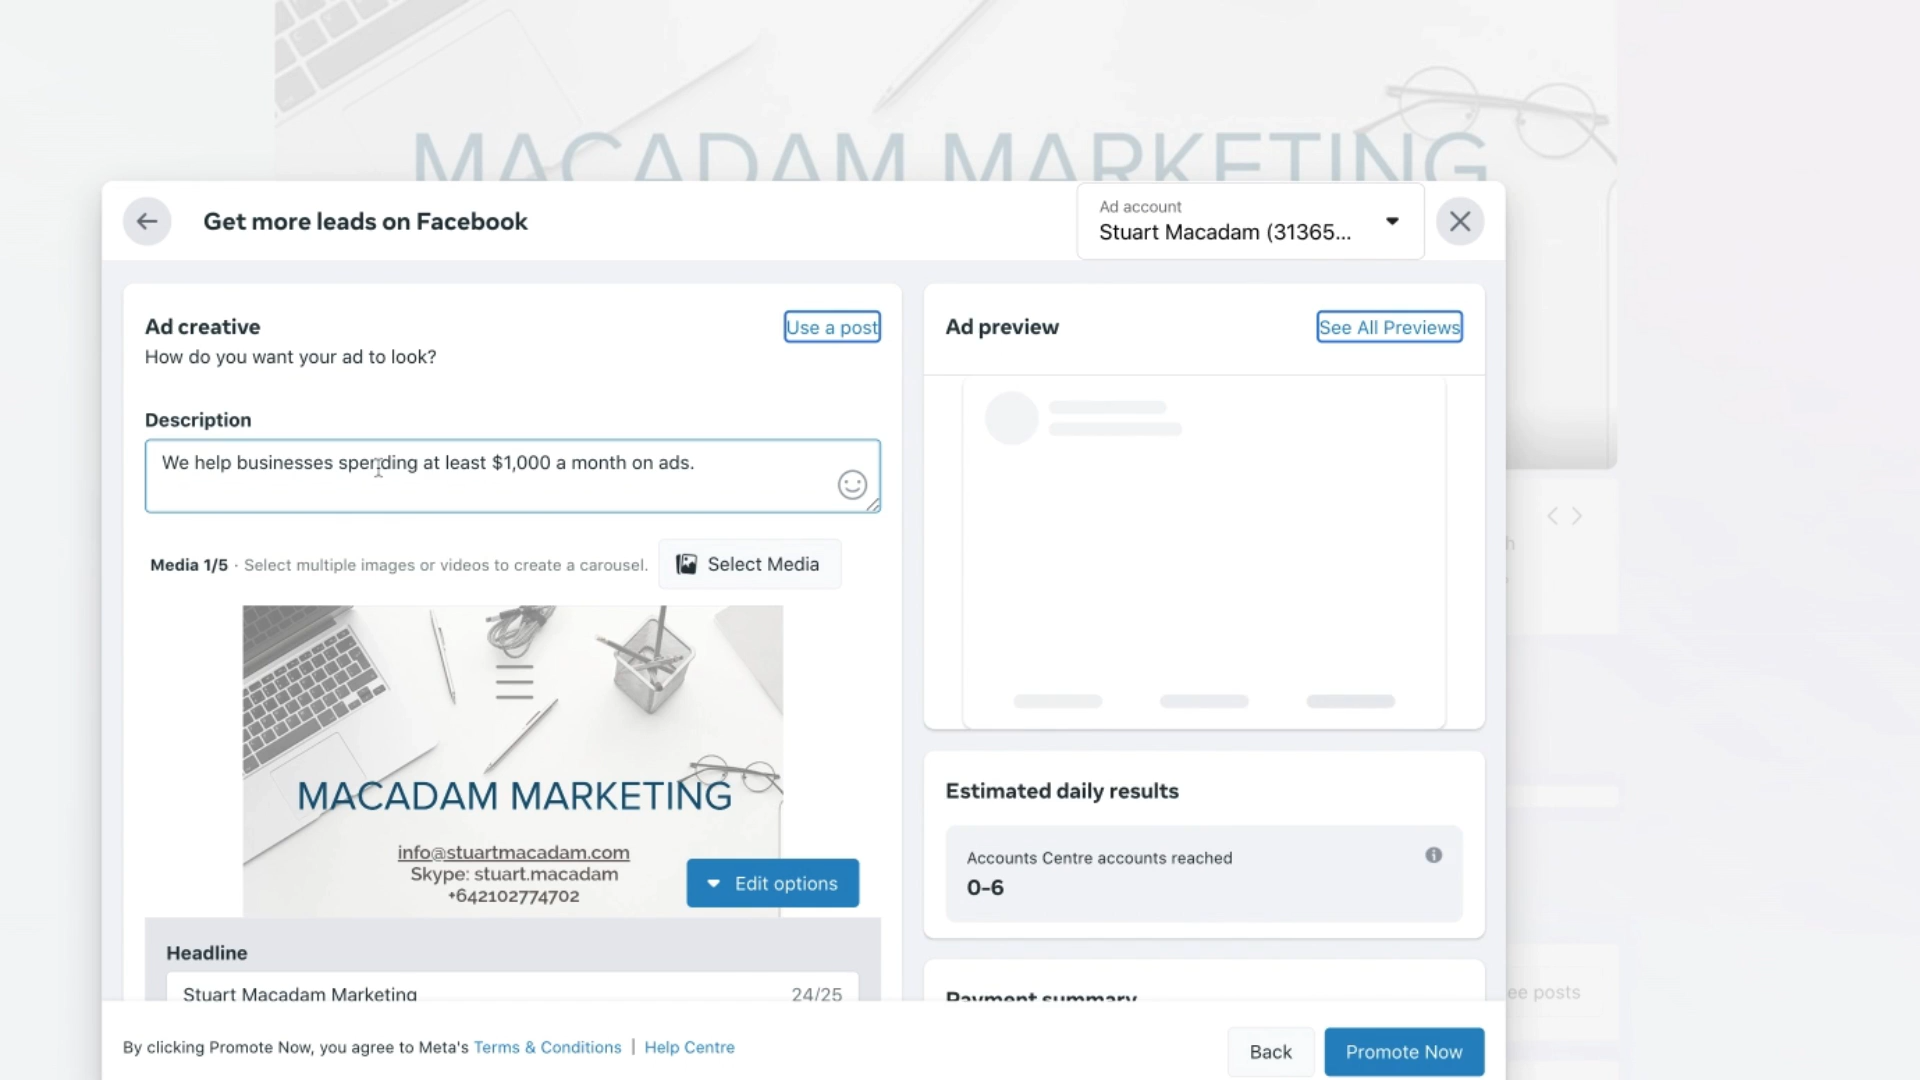 MACADAM MARKETING
Get more leads on Facebook
Ad account
Stuart Macadam (31365...
Ad creative
Use a post
How do you want your ad to look?
Description
We help businesses spending at least $1,000 a month on ads.
Media 1/5 · Select multiple images or videos to create a carousel.
Select Media
MACADAM MARKETING
info@stuartmacadam.com
Skype: stuart.macadam
+642102774702
Edit options
Headline
Stuart Macadam Marketing
24/25
Ad preview
See All Previews
Estimated daily results
Accounts Centre accounts reached
0-6
Payment summary
ee posts
By clicking Promote Now, you agree to Meta's Terms & Conditions | Help Centre
Back
Promote Now